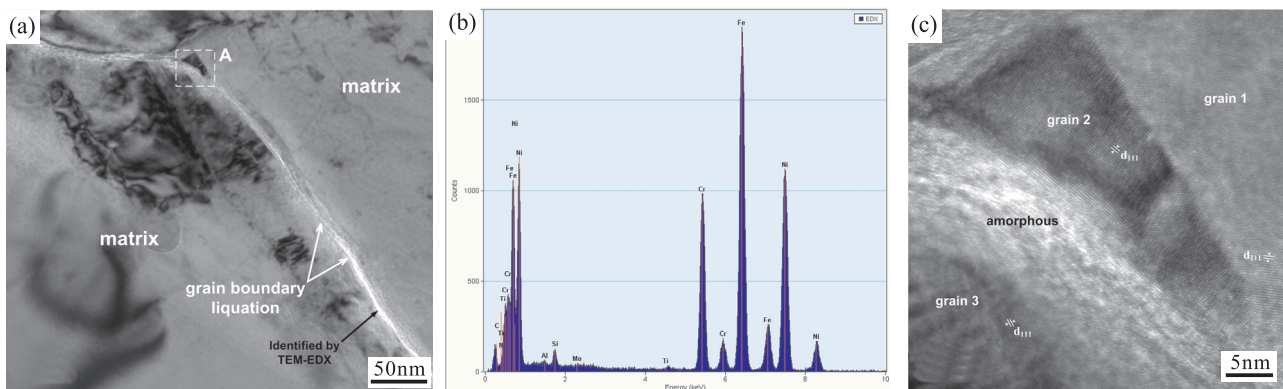 (a)
A
matrix
matrix
grain boundary
liquation
Identified by
TEM-EDX
50nm
(b)
EDX
Counts
1500
1000
500
0
0
2
4
6
8
10
Energy (keV)
C
Ti
Ti
Cr
Cr
Fe
Fe
Ni
Ni
Al
Si
Mo
Ti
Cr
Cr
Fe
Fe
Ni
Ni
(c)
grain 1
grain 2
d111
amorphous
d111
grain 3
d111
5nm